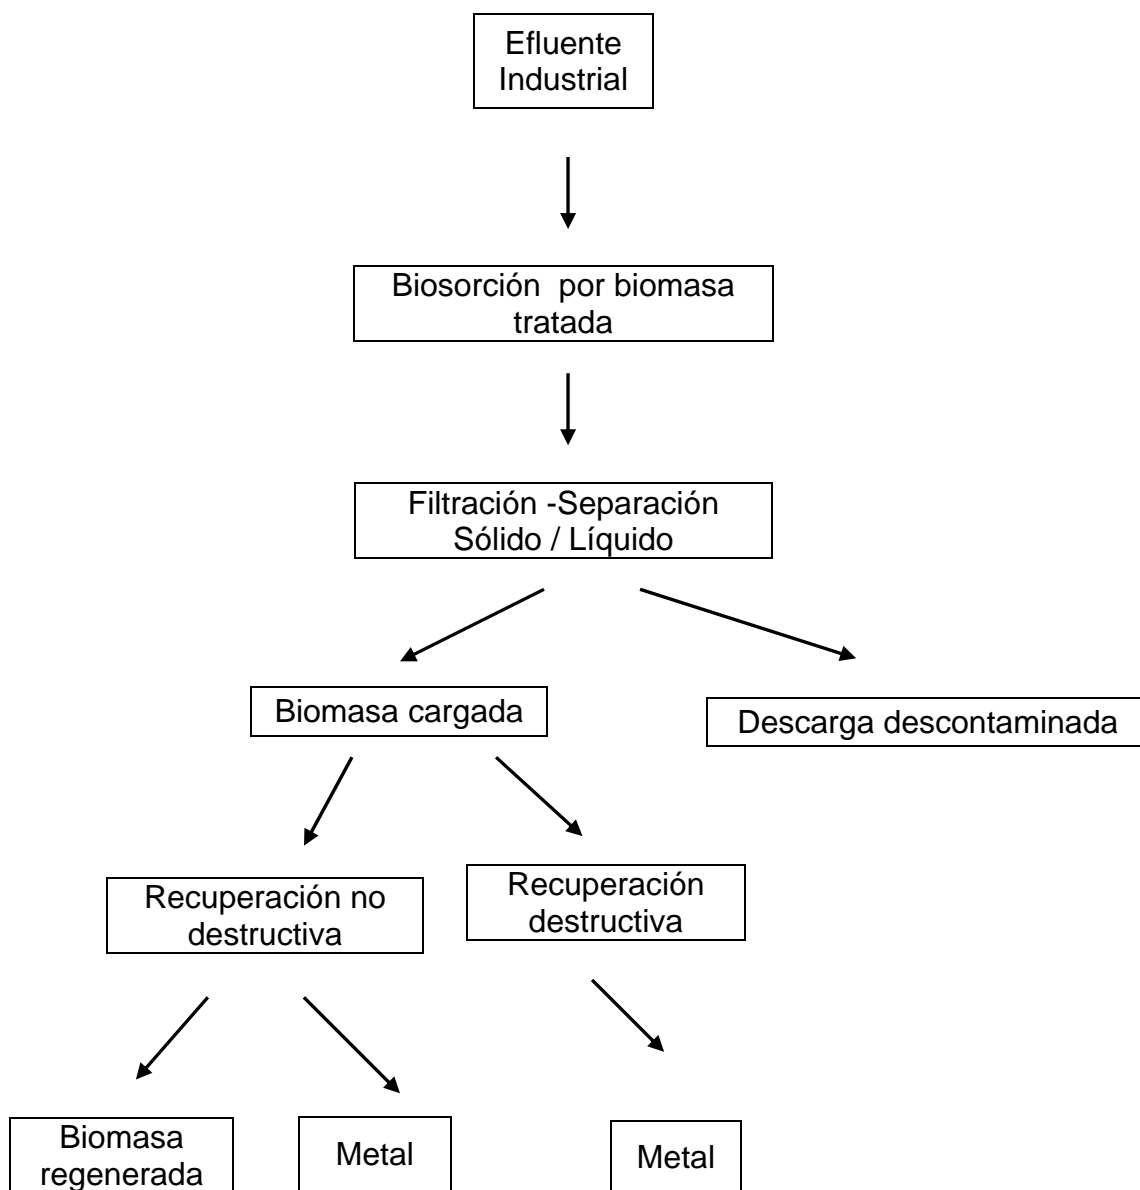 Efluente
Industrial
Biosorción  por biomasa
tratada
Filtración -Separación
Sólido / Líquido
Biomasa cargada
Descarga descontaminada
Recuperación no
destructiva
Recuperación
destructiva
Biomasa
regenerada
Metal
Metal